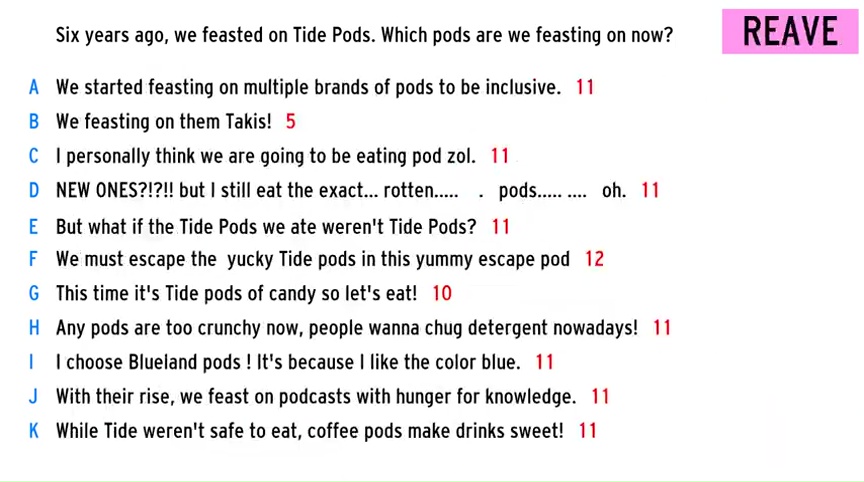 Six years ago, we feasted on Tide Pods. Which pods are we feasting on now?
REAVE
A We started feasting on multiple brands of pods to be inclusive. 11
B We feasting on them Takis! 5
C I personally think we are going to be eating pod zol. 11
D NEW ONES?!?!! but I still eat the exact... rotten..... . pods..... .... oh. 11
E But what if the Tide Pods we ate weren't Tide Pods? 11
F We must escape the yucky Tide pods in this yummy escape pod 12
G This time it's Tide pods of candy so let's eat! 10
H Any pods are too crunchy now, people wanna chug detergent nowadays! 11
I I choose Blueland pods ! It's because I like the color blue. 11
J With their rise, we feast on podcasts with hunger for knowledge. 11
K While Tide weren't safe to eat, coffee pods make drinks sweet! 11